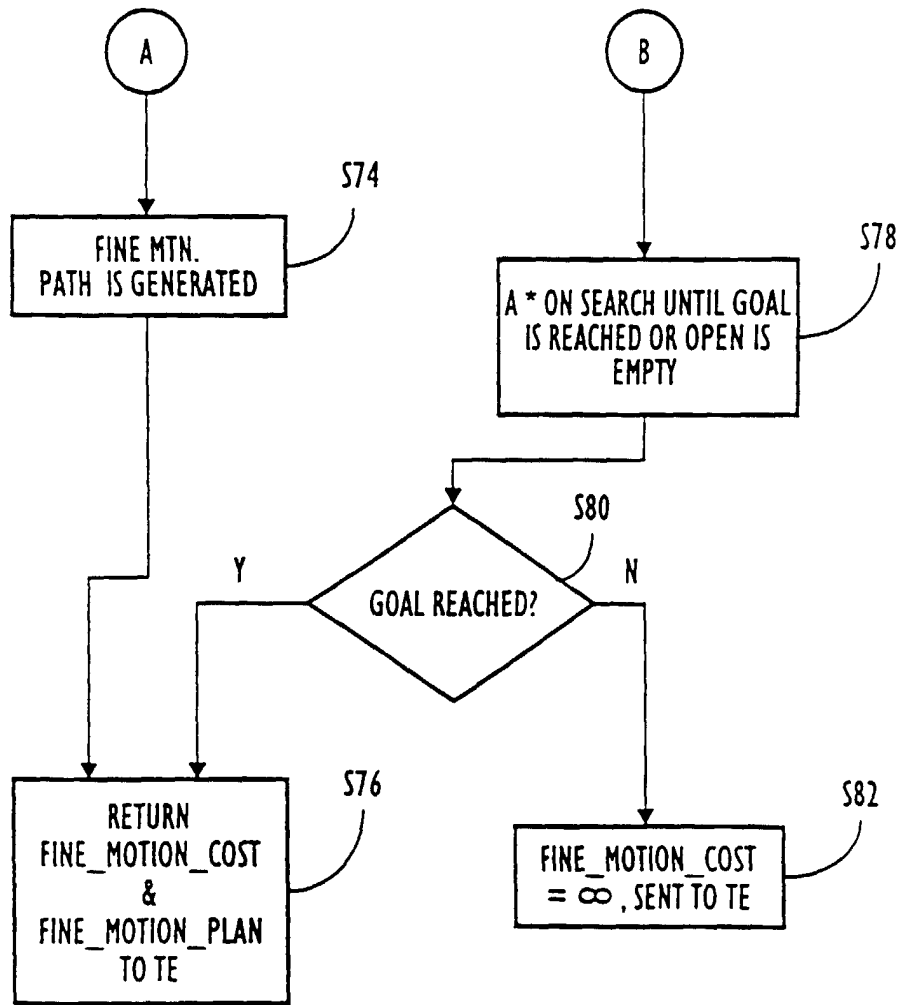 A
B
S74
FINE MTN.
PATH IS GENERATED
S78
A * ON SEARCH UNTIL GOAL
IS REACHED OR OPEN IS
EMPTY
S80
Y
N
GOAL REACHED?
S76
RETURN
FINE_MOTION_COST
&
FINE_MOTION_PLAN
TO TE
S82
FINE_MOTION_COST
= ∞ , SENT TO TE